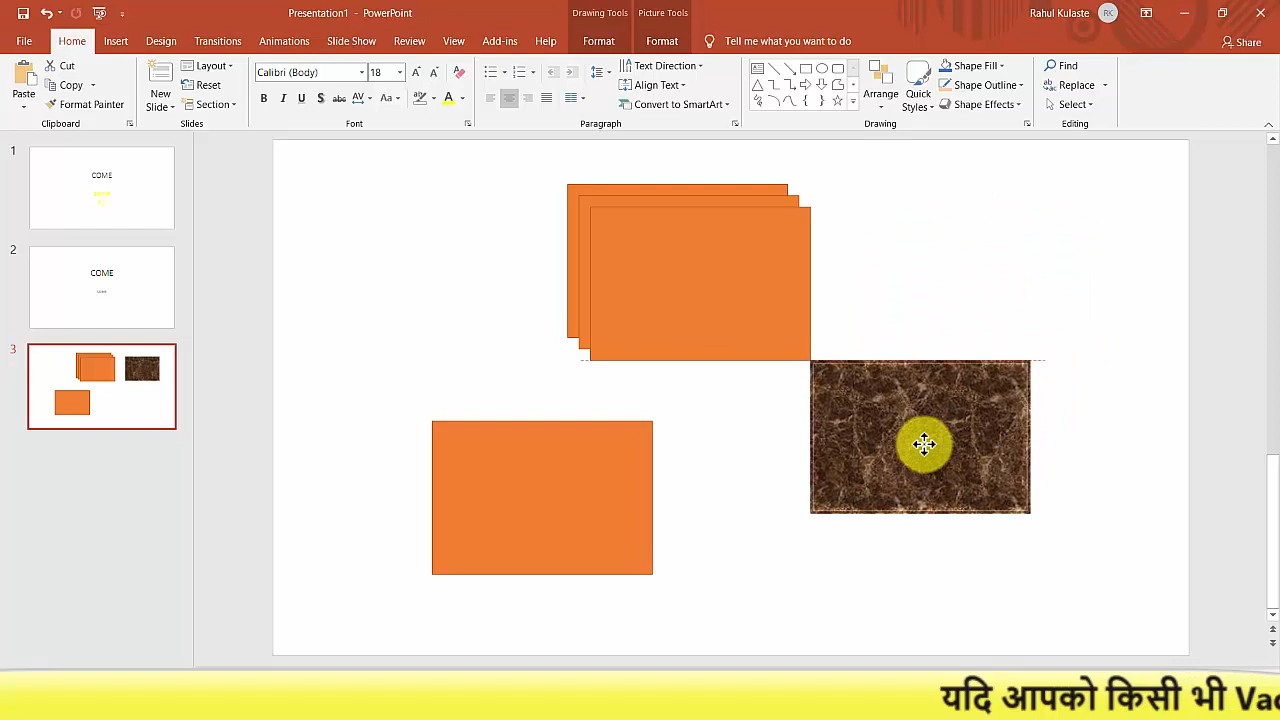 Presentation1 - PowerPoint
Drawing Tools
Picture Tools
Rahul Kulaste
RK
File
Home
Insert
Design
Transitions
Animations
Slide Show
Review
View
Add-ins
Help
Format
Format
Tell me what you want to do
Share
Paste
Cut
Copy
Format Painter
Clipboard
New Slide
Layout
Reset
Section
Slides
Calibri (Body)
18
Font
Text Direction
Align Text
Convert to SmartArt
Paragraph
Arrange
Quick Styles
Shape Fill
Shape Outline
Shape Effects
Drawing
Find
Replace
Select
Editing
1
COME
2
COME
3
यदि आपको किसी भी Vac